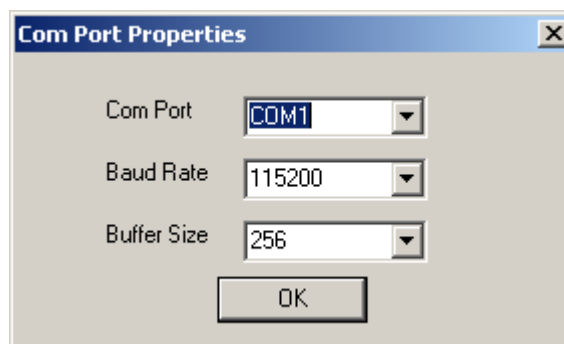 Com Port Properties
Com Port COM1
Baud Rate 115200
Buffer Size 256
OK